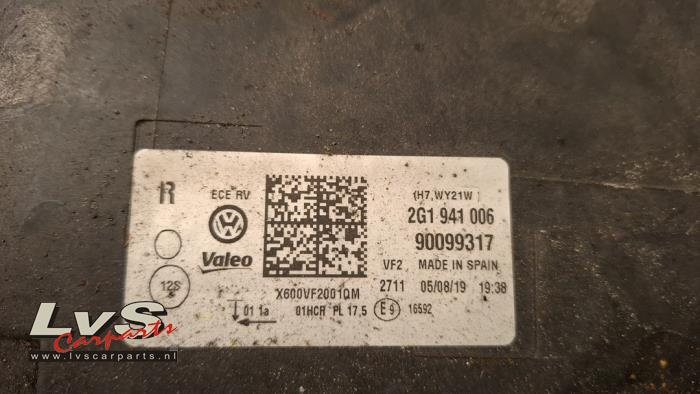 R ECE RV (H7,WY21W)
2G1 941 006
Valeo 90099317
VF2 MADE IN SPAIN
12S X600VF2001QM 2711 05/08/19 19:38
01 1a 01HCR PL 17,5 E9 16592
LvS
Carparts
www.lvscarparts.nl